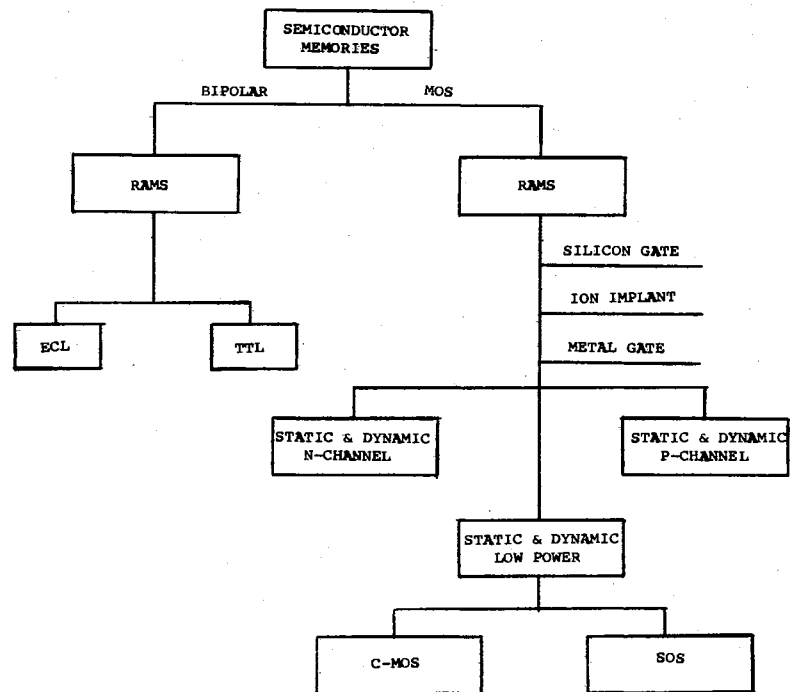 SEMICONDUCTOR
MEMORIES
BIPOLAR
MOS
RAMS
RAMS
SILICON GATE
ION IMPLANT
METAL GATE
ECL
TTL
STATIC & DYNAMIC
N-CHANNEL
STATIC & DYNAMIC
P-CHANNEL
STATIC & DYNAMIC
LOW POWER
C-MOS
SOS